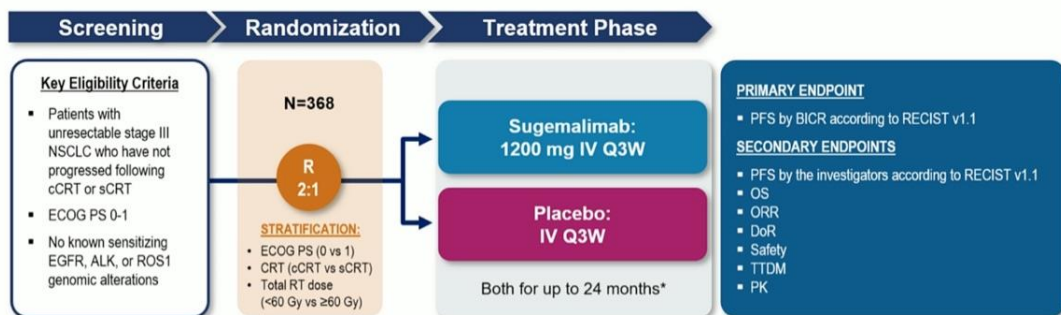 Screening
Randomization
Treatment Phase
Key Eligibility Criteria
▪ Patients with
unresectable stage III
NSCLC who have not
progressed following
cCRT or sCRT
▪ ECOG PS 0-1
▪ No known sensitizing
EGFR, ALK, or ROS1
genomic alterations
N=368
R
2:1
STRATIFICATION:
• ECOG PS (0 vs 1)
• CRT (cCRT vs sCRT)
• Total RT dose
(<60 Gy vs ≥60 Gy)
Sugemalimab:
1200 mg IV Q3W
Placebo:
IV Q3W
Both for up to 24 months*
PRIMARY ENDPOINT
▪ PFS by BICR according to RECIST v1.1
SECONDARY ENDPOINTS
▪ PFS by the investigators according to RECIST v1.1
▪ OS
▪ ORR
▪ DoR
▪ Safety
▪ TTDM
▪ PK